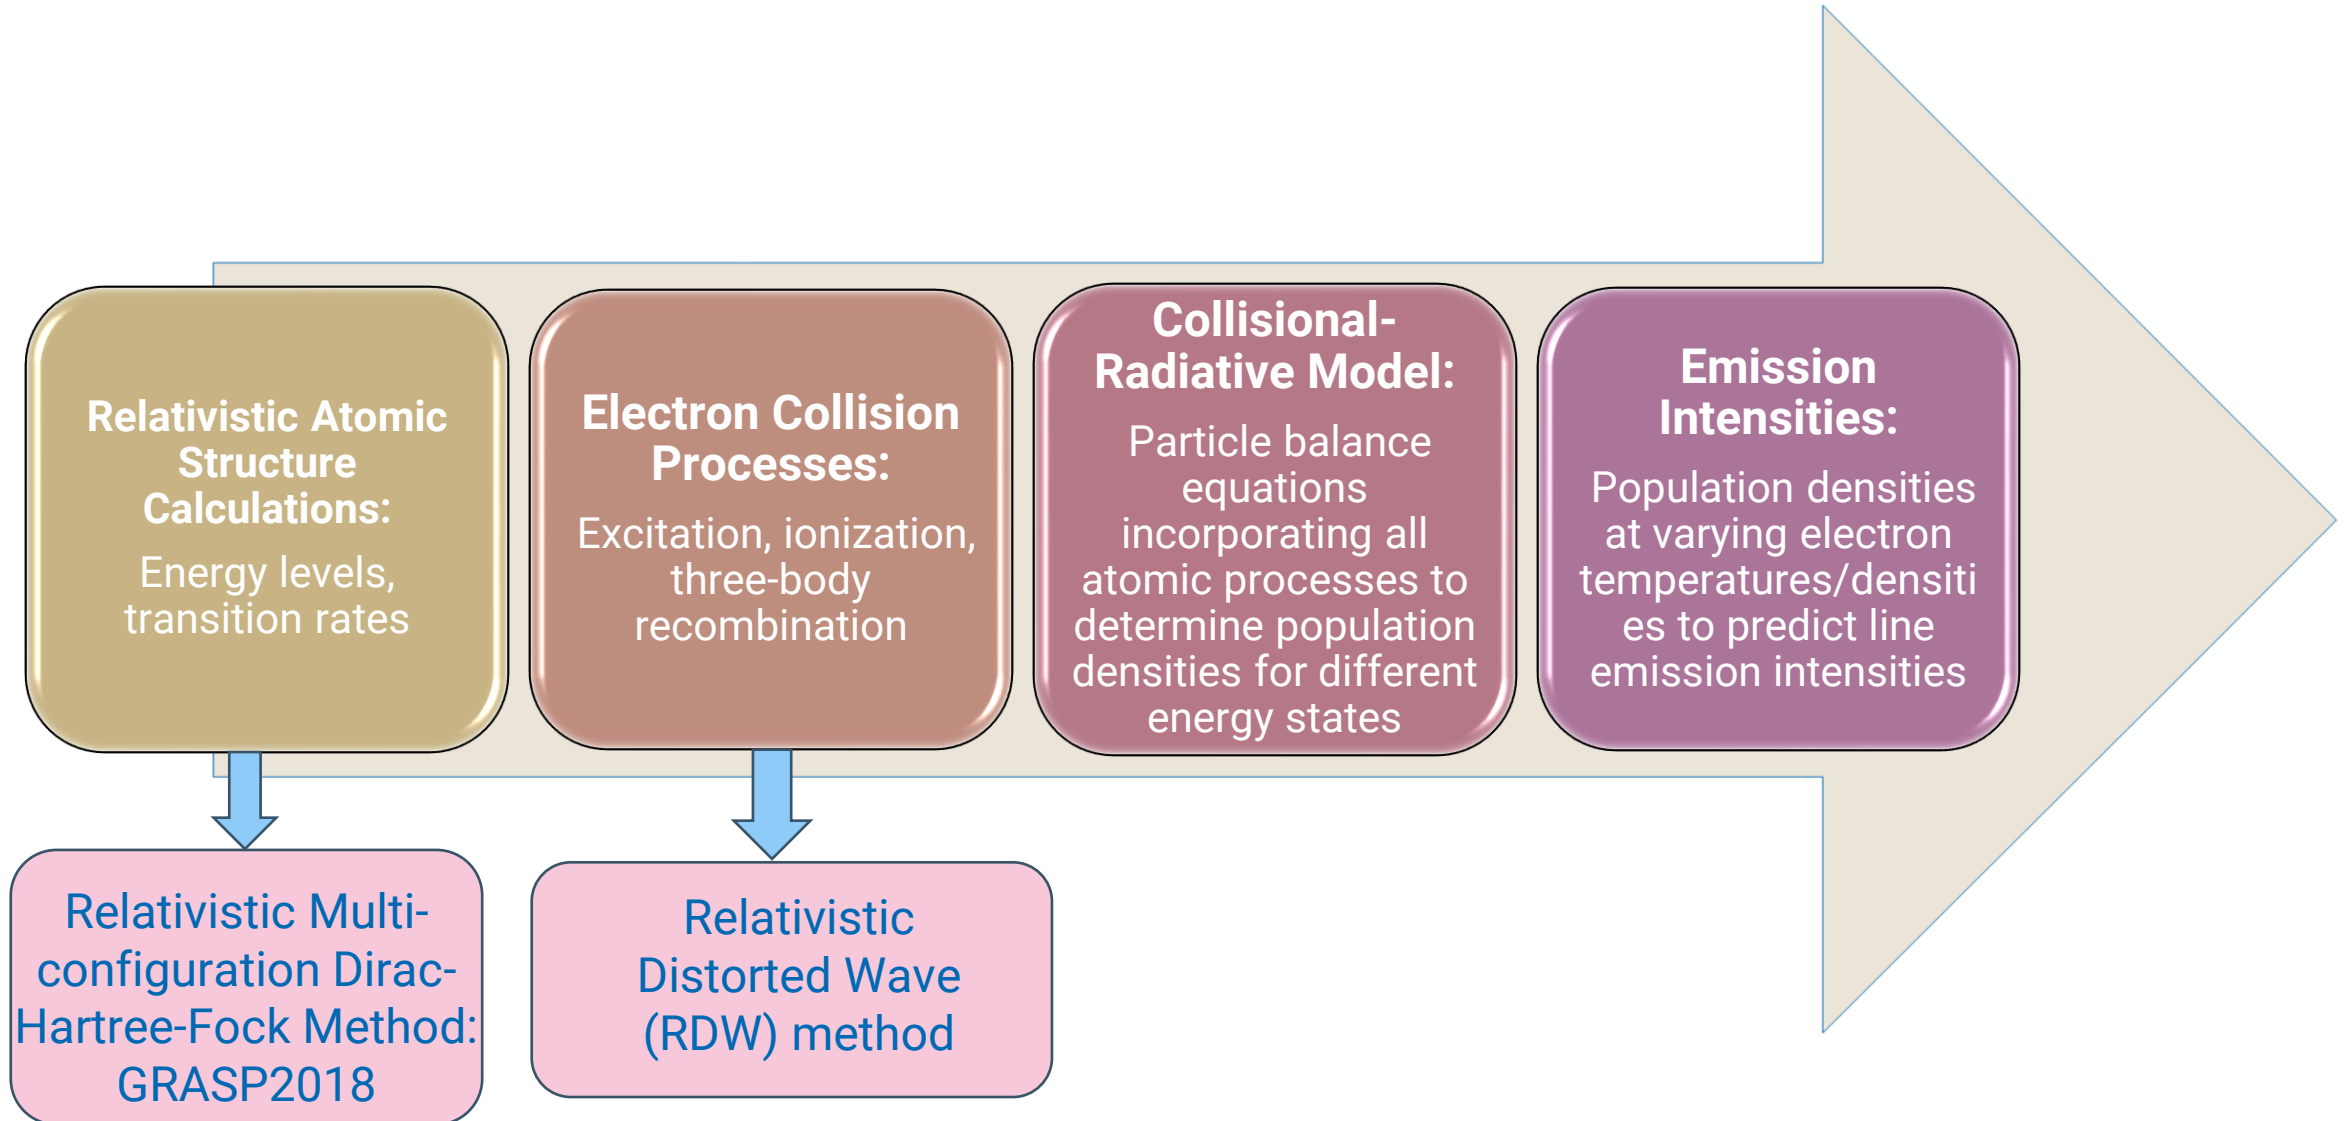 Relativistic Atomic
Structure
Calculations:
Energy levels,
transition rates
Electron Collision
Processes:
Excitation, ionization,
three-body
recombination
Collisional-
Radiative Model:
Particle balance
equations
incorporating all
atomic processes to
determine population
densities for different
energy states
Emission
Intensities:
Population densities
at varying electron
temperatures/densiti
es to predict line
emission intensities
Relativistic Multi-
configuration Dirac-
Hartree-Fock Method:
GRASP2018
Relativistic
Distorted Wave
(RDW) method